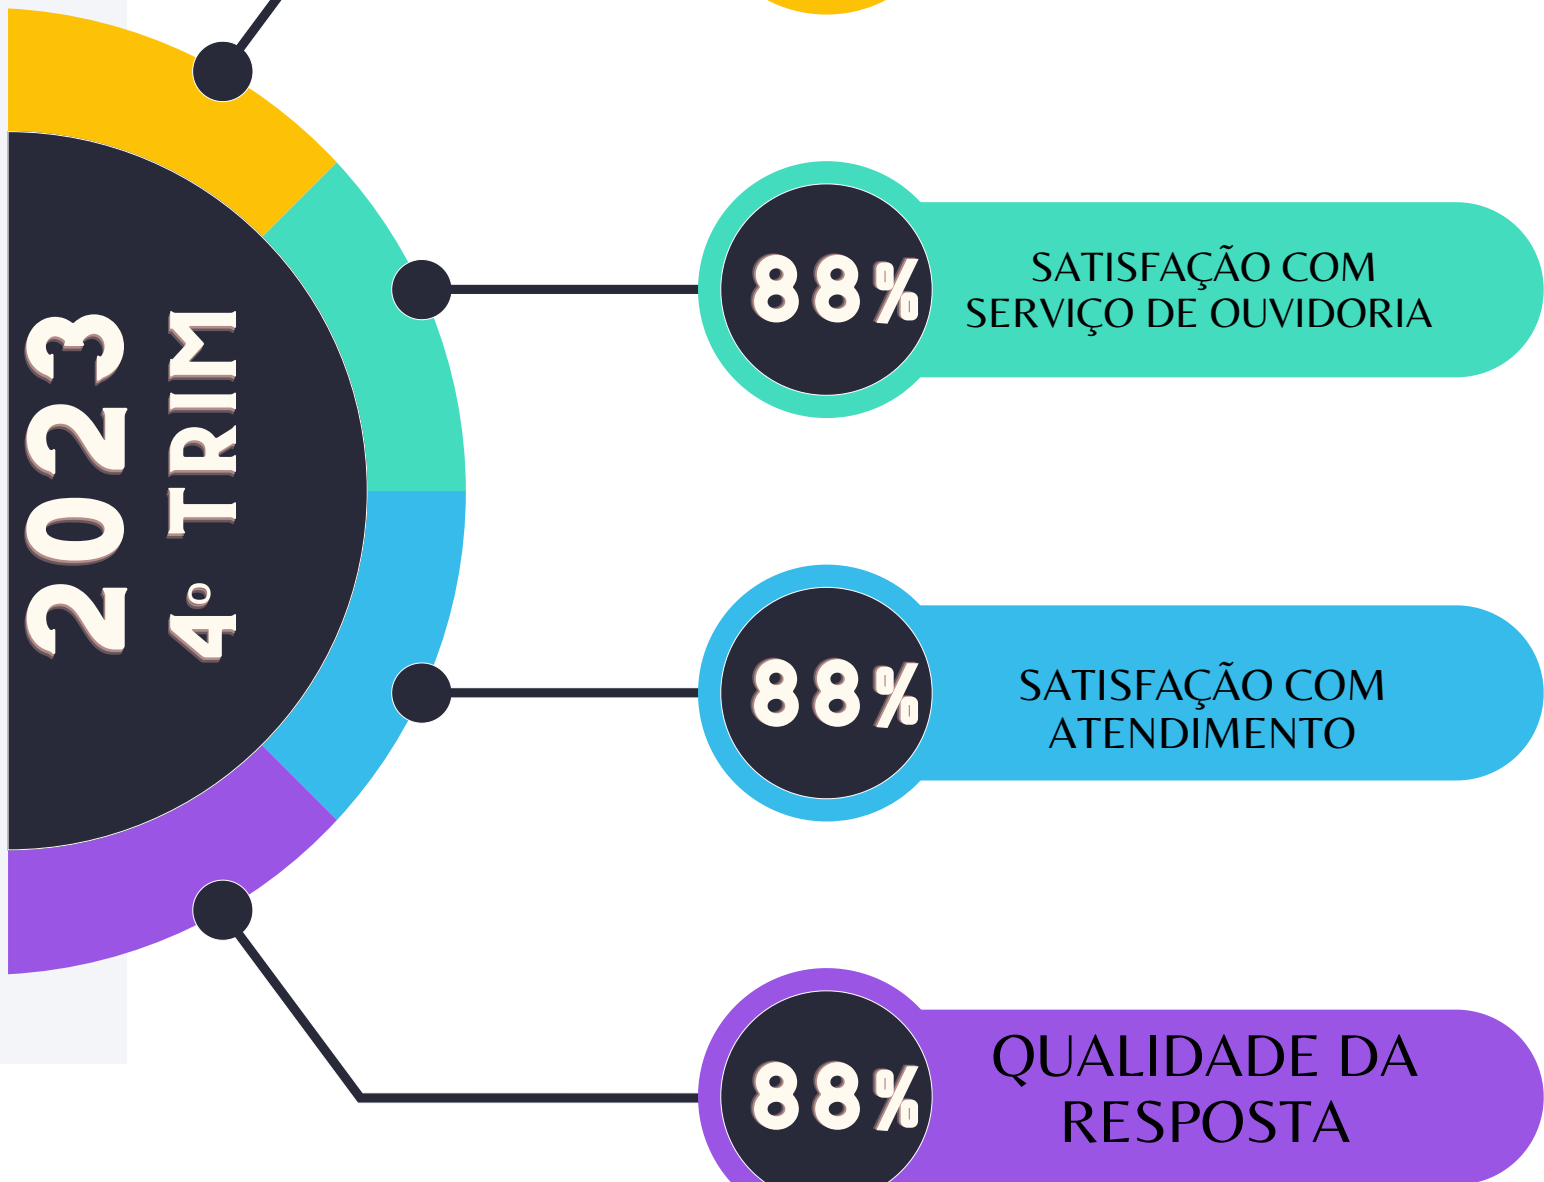 2023
4º TRIM
88%
SATISFAÇÃO COM
SERVIÇO DE OUVIDORIA
88%
SATISFAÇÃO COM
ATENDIMENTO
88%
QUALIDADE DA
RESPOSTA